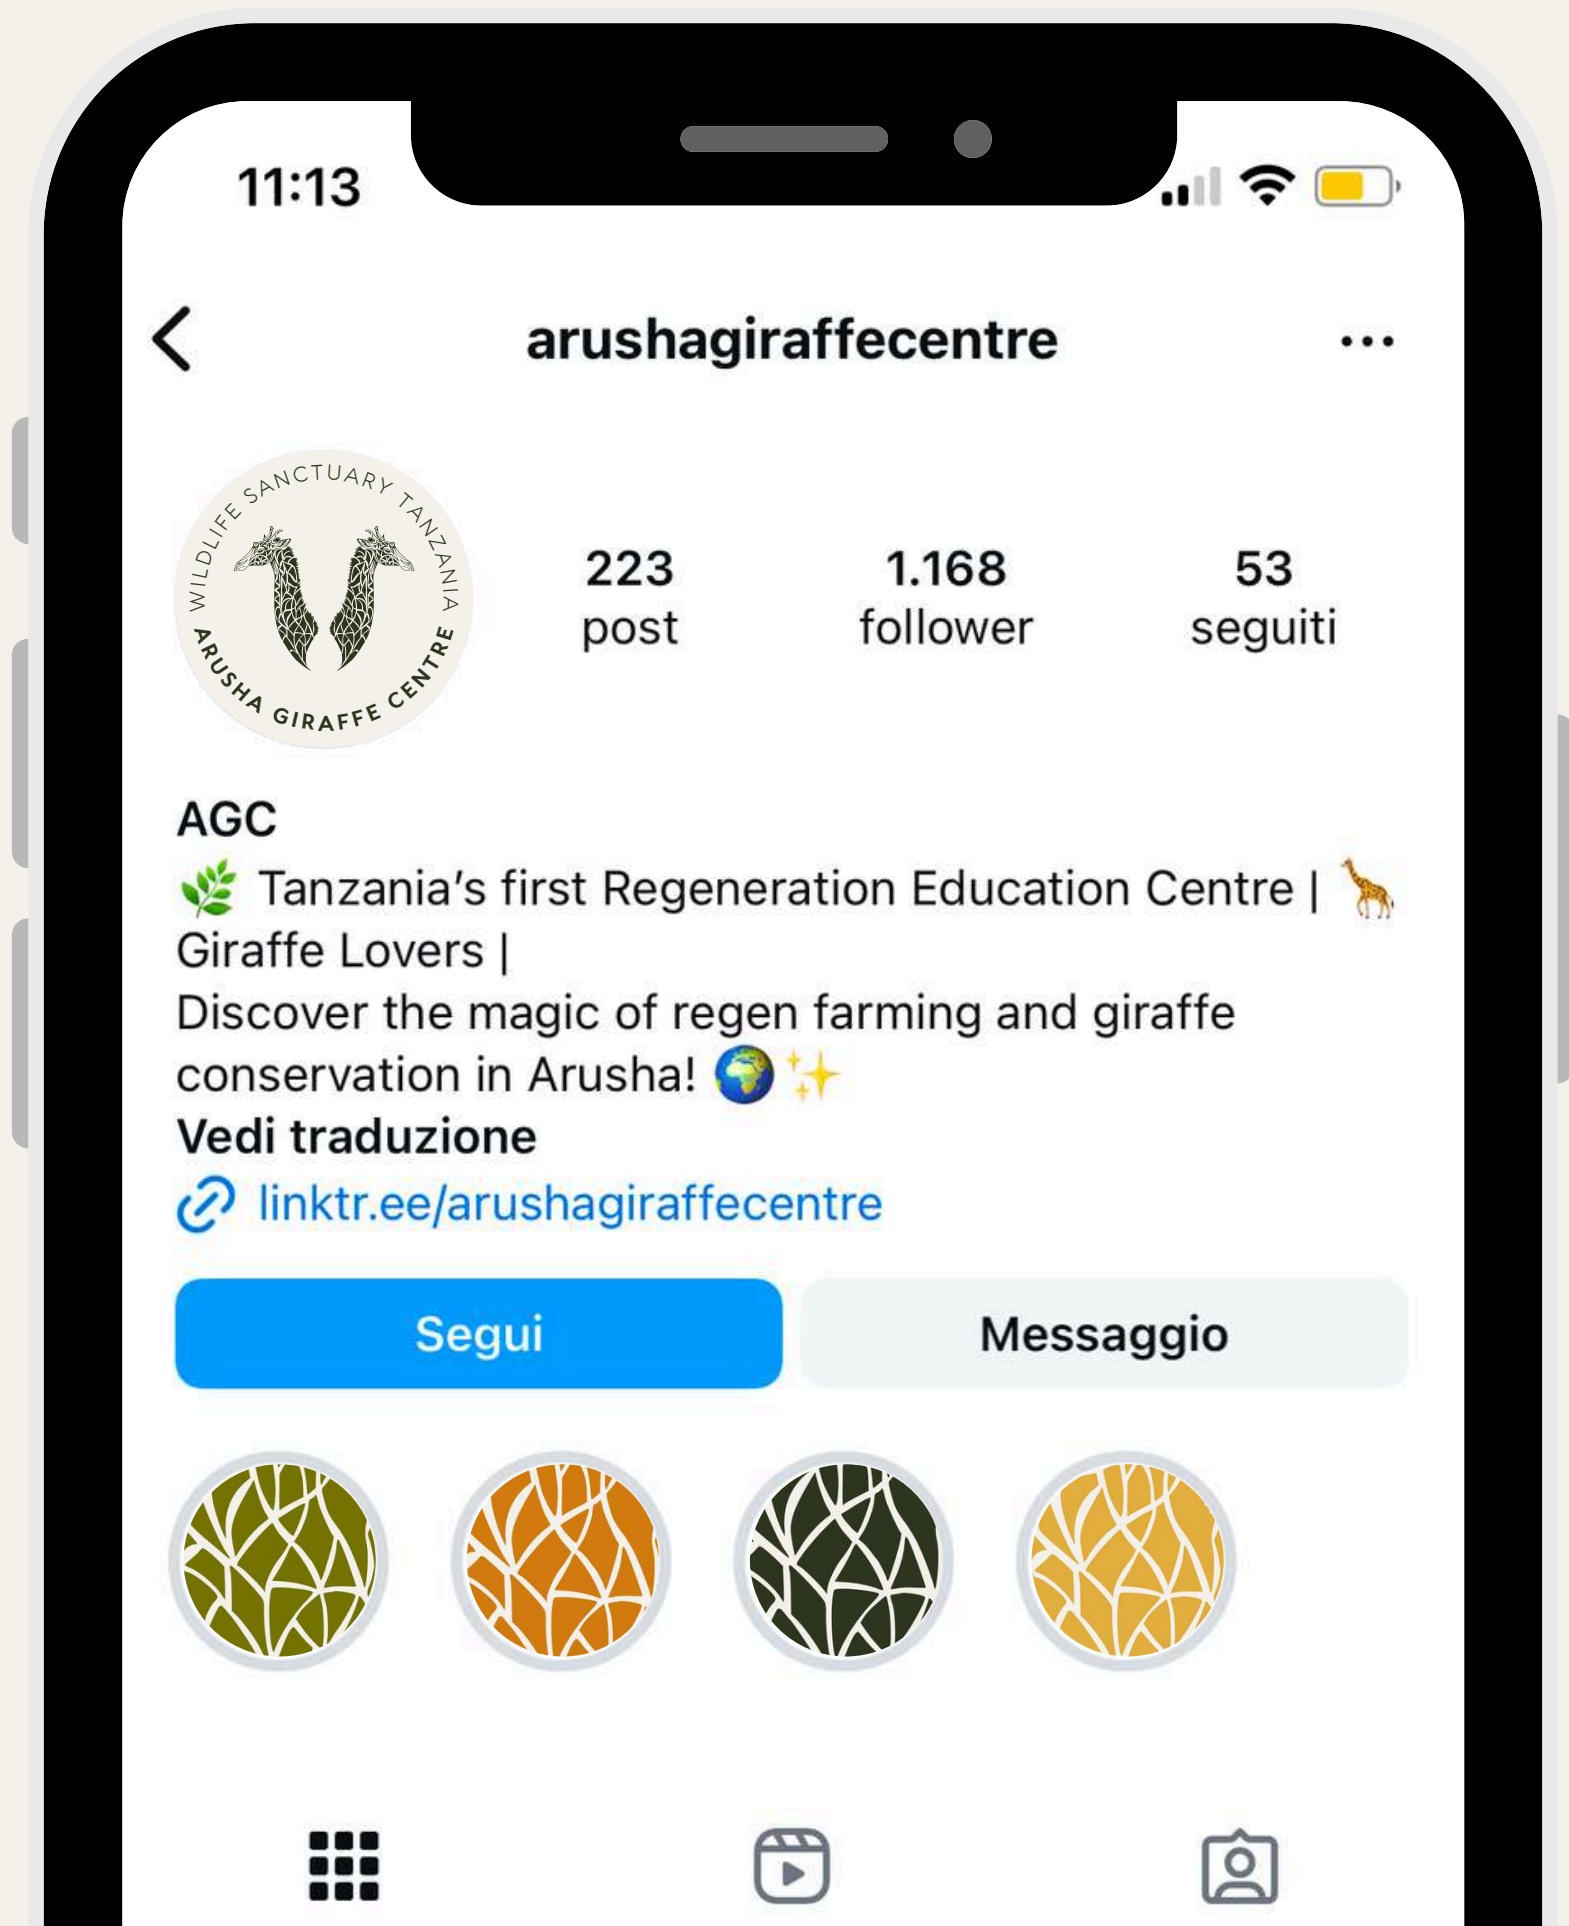 11:13
arushagiraffecentre
WILDLIFE SANCTUARY TANZANIA
ARUSHA GIRAFFE CENTRE
223
post
1.168
follower
53
seguiti
AGC
🌿 Tanzania’s first Regeneration Education Centre | 🦒
Giraffe Lovers |
Discover the magic of regen farming and giraffe
conservation in Arusha! 🌍✨
Vedi traduzione
linktr.ee/arushagiraffecentre
Segui
Messaggio